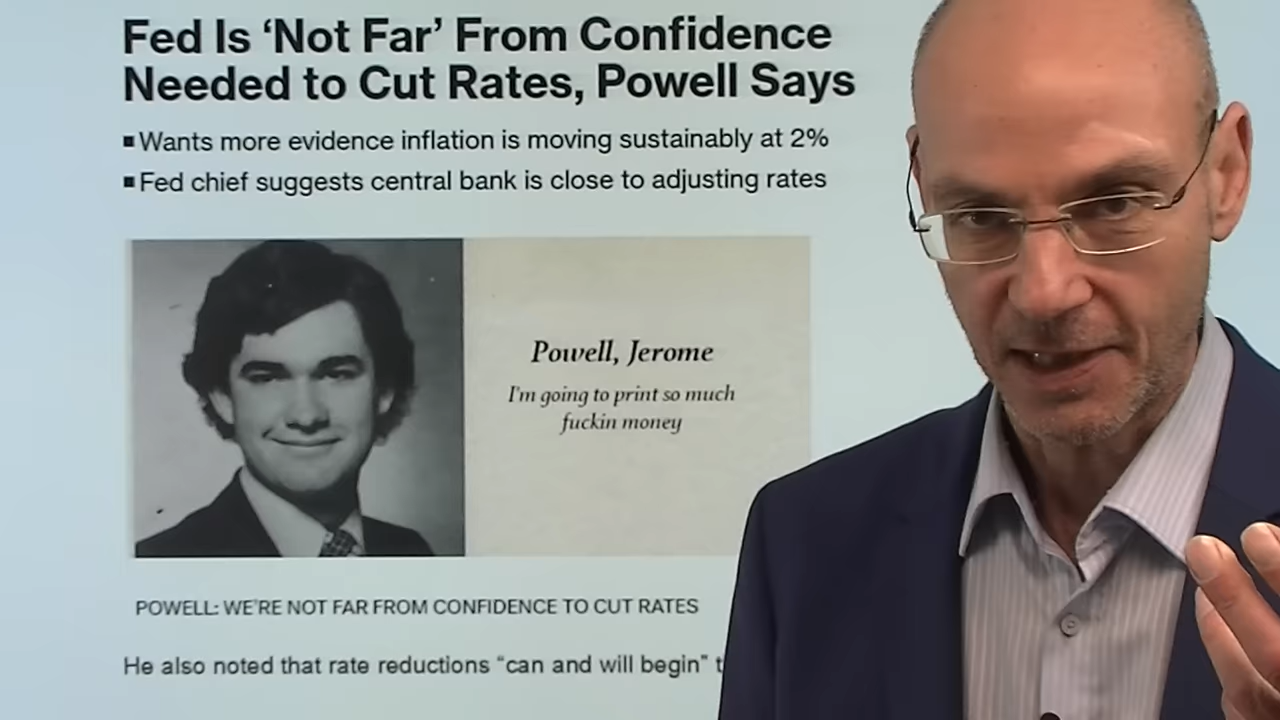 Fed Is ‘Not Far’ From Confidence
Needed to Cut Rates, Powell Says
▪ Wants more evidence inflation is moving sustainably at 2%
▪ Fed chief suggests central bank is close to adjusting rates
Powell, Jerome
I'm going to print so much
fuckin money
POWELL: WE'RE NOT FAR FROM CONFIDENCE TO CUT RATES
He also noted that rate reductions “can and will begin” t